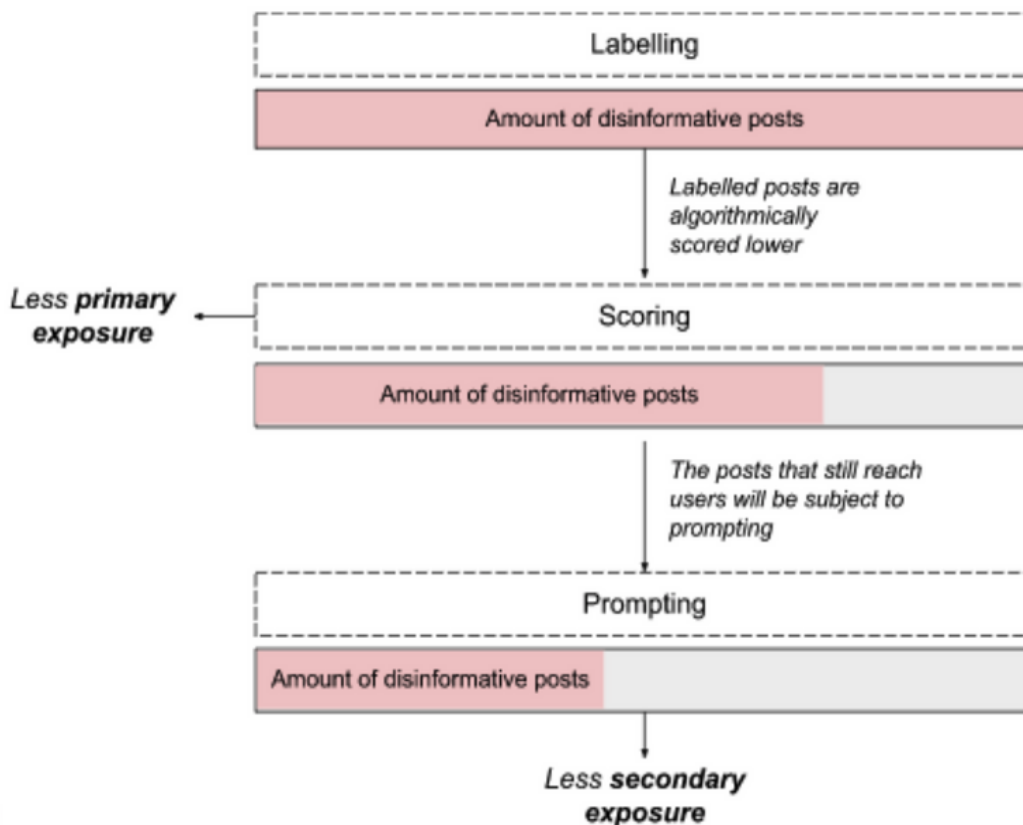 Labelling
Amount of disinformative posts
Labelled posts are
algorithmically
scored lower
Less primary
exposure
Scoring
Amount of disinformative posts
The posts that still reach
users will be subject to
prompting
Prompting
Amount of disinformative posts
Less secondary
exposure